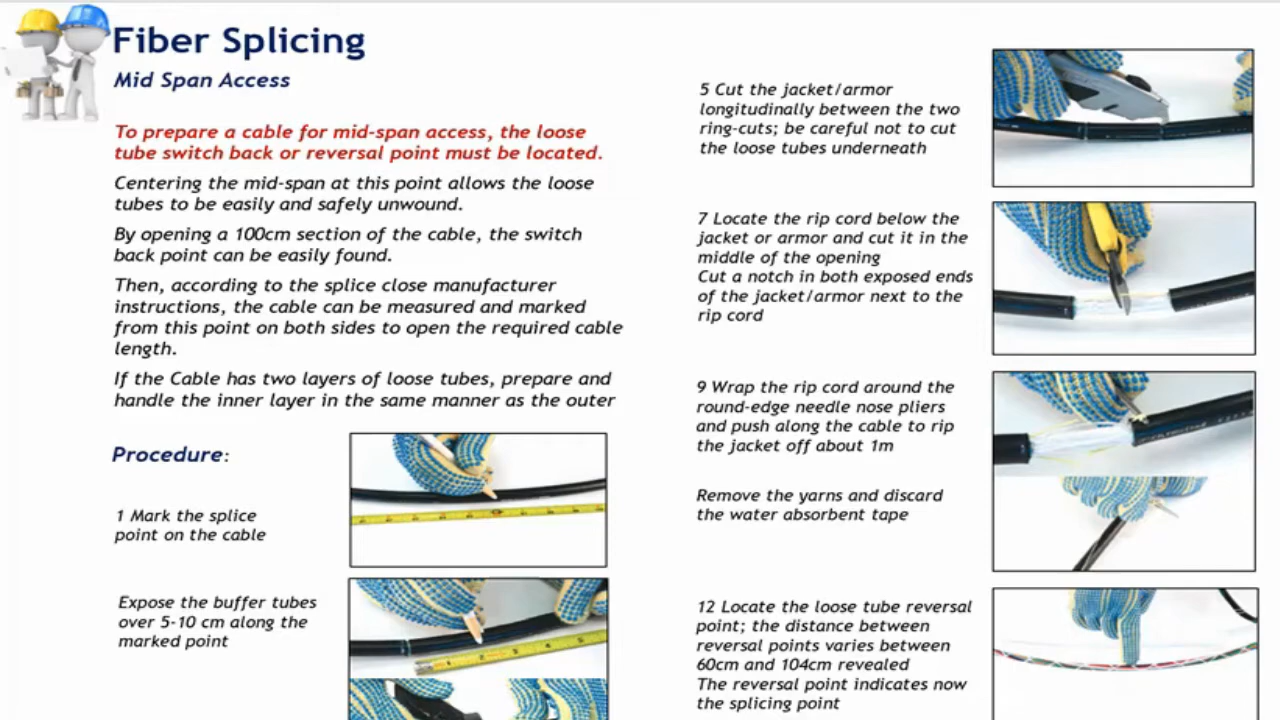 Fiber Splicing
Mid Span Access
To prepare a cable for mid-span access, the loose
tube switch back or reversal point must be located.
Centering the mid-span at this point allows the loose
tubes to be easily and safely unwound.
By opening a 100cm section of the cable, the switch
back point can be easily found.
Then, according to the splice close manufacturer
instructions, the cable can be measured and marked
from this point on both sides to open the required cable
length.
If the Cable has two layers of loose tubes, prepare and
handle the inner layer in the same manner as the outer
Procedure:
1 Mark the splice
point on the cable
Expose the buffer tubes
over 5-10 cm along the
marked point
5 Cut the jacket/armor
longitudinally between the two
ring-cuts; be careful not to cut
the loose tubes underneath
7 Locate the rip cord below the
jacket or armor and cut it in the
middle of the opening
Cut a notch in both exposed ends
of the jacket/armor next to the
rip cord
9 Wrap the rip cord around the
round-edge needle nose pliers
and push along the cable to rip
the jacket off about 1m
Remove the yarns and discard
the water absorbent tape
12 Locate the loose tube reversal
point; the distance between
reversal points varies between
60cm and 104cm revealed
The reversal point indicates now
the splicing point